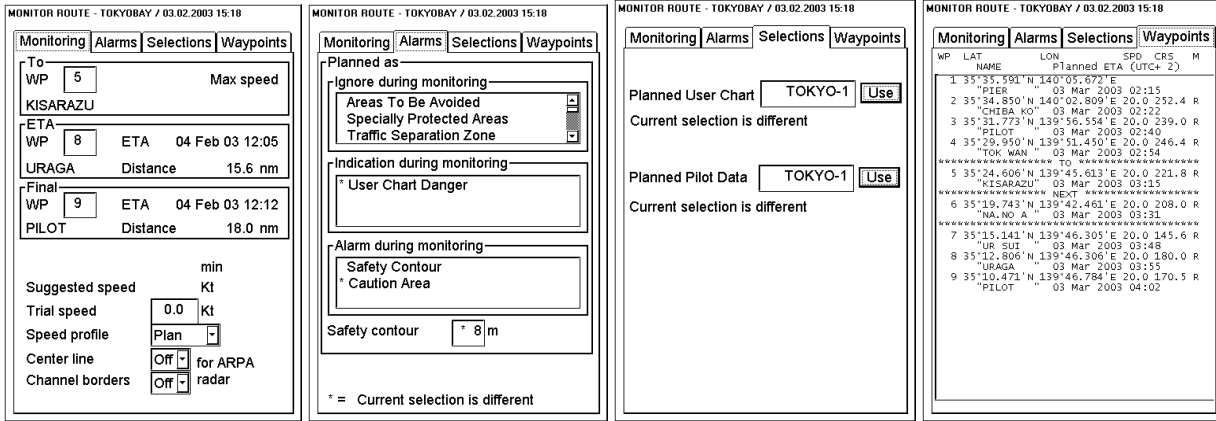 MONITOR ROUTE - TOKYOBAY / 03.02.2003 15:18
Monitoring Alarms Selections Waypoints
To
WP 5 Max speed
KISARAZU
ETA
WP 8 ETA 04 Feb 03 12:05
URAGA Distance 15.6 nm
Final
WP 9 ETA 04 Feb 03 12:12
PILOT Distance 18.0 nm
min
Suggested speed Kt
Trial speed 0.0 Kt
Speed profile Plan
Center line Off for ARPA
Channel borders Off radar
MONITOR ROUTE - TOKYOBAY / 03.02.2003 15:18
Monitoring Alarms Selections Waypoints
Planned as
Ignore during monitoring
Areas To Be Avoided
Specially Protected Areas
Traffic Separation Zone
Indication during monitoring
* User Chart Danger
Alarm during monitoring
Safety Contour
* Caution Area
Safety contour * 8 m
* = Current selection is different
MONITOR ROUTE - TOKYOBAY / 03.02.2003 15:18
Monitoring Alarms Selections Waypoints
Planned User Chart TOKYO-1 Use
Current selection is different
Planned Pilot Data TOKYO-1 Use
Current selection is different
MONITOR ROUTE - TOKYOBAY / 03.02.2003 15:18
Monitoring Alarms Selections Waypoints
WP LAT LON SPD CRS M
NAME Planned ETA (UTC+ 2)
1 35°35.591'N 140°05.672'E
"PIER " 03 Mar 2003 02:15
2 35°34.850'N 140°02.809'E 20.0 252.4 R
"CHIBA KO" 03 Mar 2003 02:22
3 35°31.773'N 139°56.554'E 20.0 239.0 R
"PILOT " 03 Mar 2003 02:40
4 35°29.950'N 139°51.450'E 20.0 246.4 R
"TOK WAN " 03 Mar 2003 02:54
****************** TO *******************
5 35°24.606'N 139°45.613'E 20.0 221.8 R
"KISARAZU" 03 Mar 2003 03:15
***************** NEXT ******************
6 35°19.743'N 139°42.461'E 20.0 208.0 R
"NA.NO A " 03 Mar 2003 03:31
*****************************************
7 35°15.141'N 139°46.305'E 20.0 145.6 R
"UR SUI " 03 Mar 2003 03:48
8 35°12.806'N 139°46.306'E 20.0 180.0 R
"URAGA " 03 Mar 2003 03:55
9 35°10.471'N 139°46.784'E 20.0 170.5 R
"PILOT " 03 Mar 2003 04:02